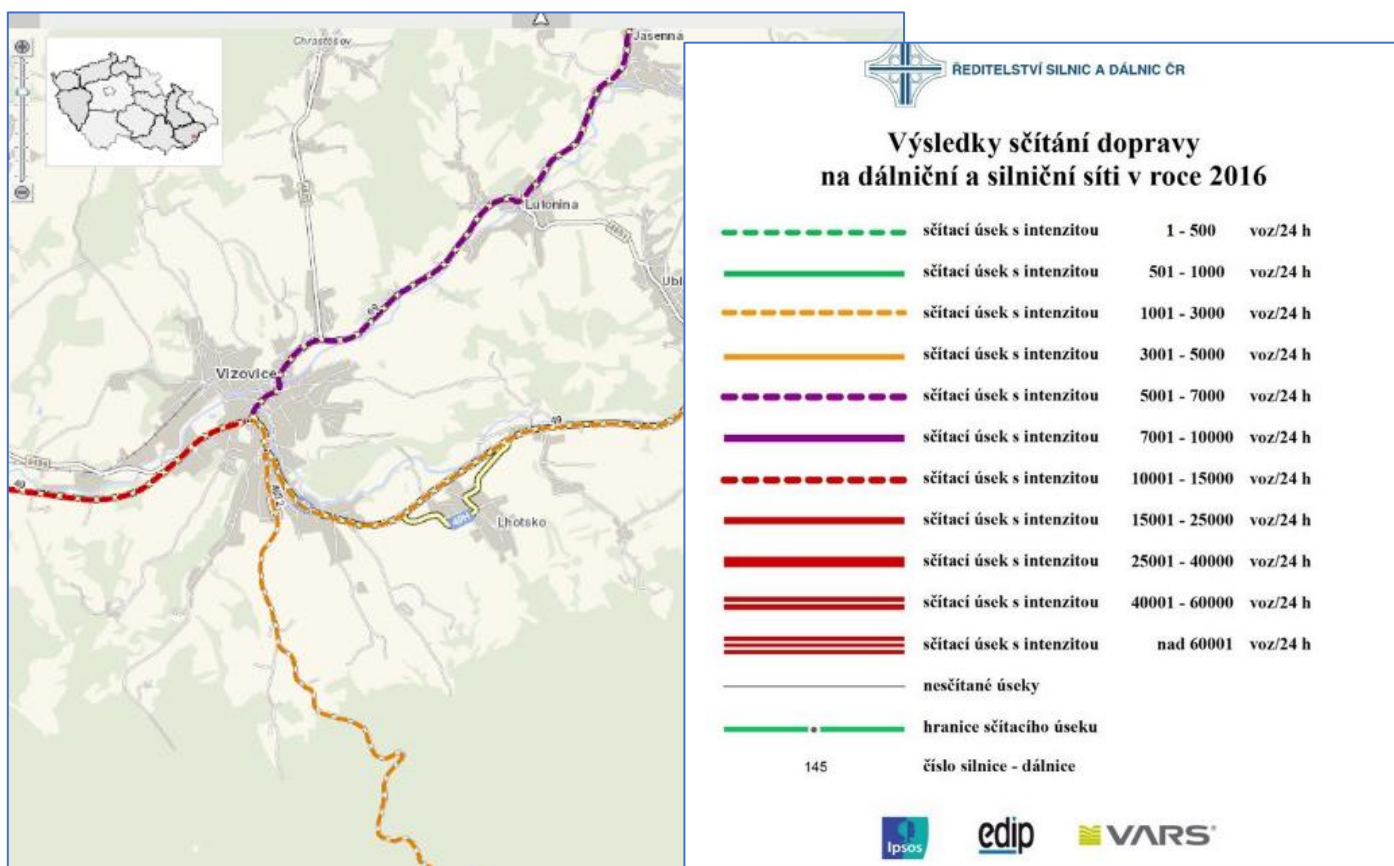 Chrastěšov
Jasenná
Lutonina
Ubl
69
Vizovice
49
49
Lhotsko
ŘEDITELSTVÍ SILNIC A DÁLNIC ČR
Výsledky sčítání dopravy
na dálniční a silniční síti v roce 2016
sčítací úsek s intenzitou 1 - 500 voz/24 h
sčítací úsek s intenzitou 501 - 1000 voz/24 h
sčítací úsek s intenzitou 1001 - 3000 voz/24 h
sčítací úsek s intenzitou 3001 - 5000 voz/24 h
sčítací úsek s intenzitou 5001 - 7000 voz/24 h
sčítací úsek s intenzitou 7001 - 10000 voz/24 h
sčítací úsek s intenzitou 10001 - 15000 voz/24 h
sčítací úsek s intenzitou 15001 - 25000 voz/24 h
sčítací úsek s intenzitou 25001 - 40000 voz/24 h
sčítací úsek s intenzitou 40001 - 60000 voz/24 h
sčítací úsek s intenzitou nad 60001 voz/24 h
nesčítané úseky
hranice sčítacího úseku
145 číslo silnice - dálnice
Ipsos edip VARS